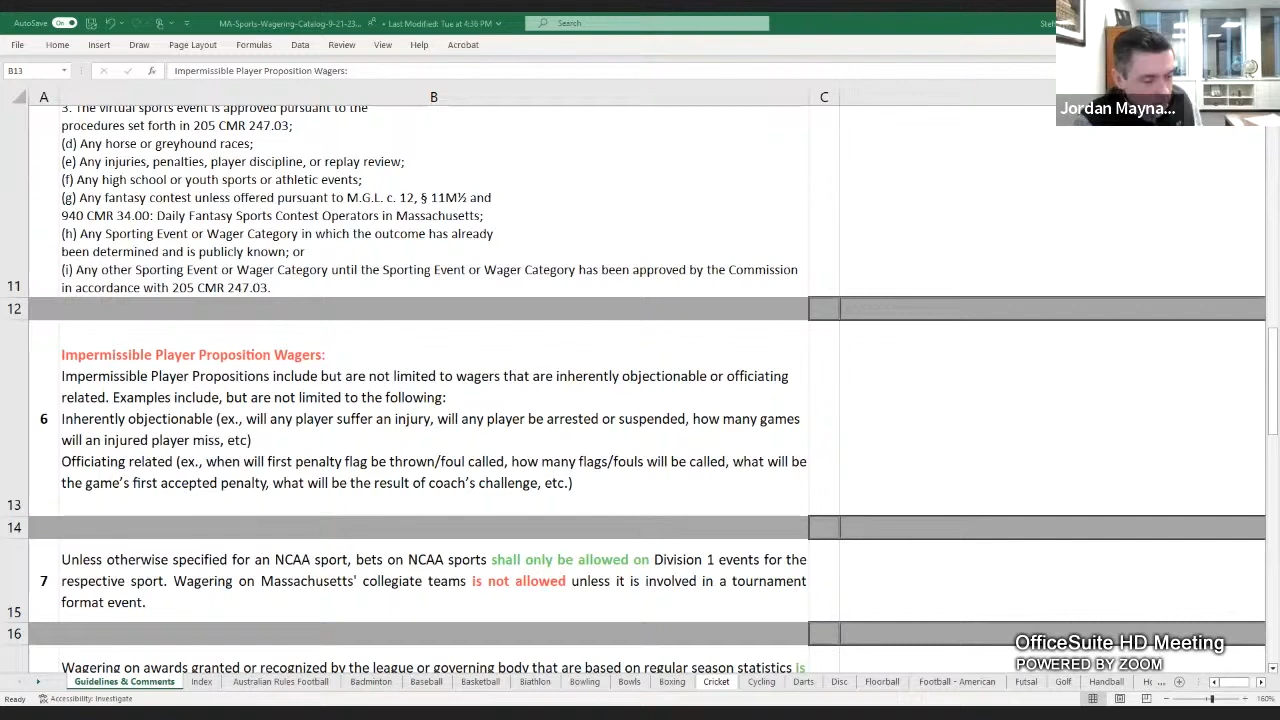 AutoSave On MA-Sports-Wagering-Catalog-9-21-23... • Last Modified: Tue at 4:36 PM Search
File Home Insert Draw Page Layout Formulas Data Review View Help Acrobat
Jordan Mayna...
B13 fx Impermissible Player Proposition Wagers:
A B C
3. The virtual sports event is approved pursuant to the
procedures set forth in 205 CMR 247.03;
(d) Any horse or greyhound races;
(e) Any injuries, penalties, player discipline, or replay review;
(f) Any high school or youth sports or athletic events;
(g) Any fantasy contest unless offered pursuant to M.G.L. c. 12, § 11M½ and
940 CMR 34.00: Daily Fantasy Sports Contest Operators in Massachusetts;
(h) Any Sporting Event or Wager Category in which the outcome has already
been determined and is publicly known; or
(i) Any other Sporting Event or Wager Category until the Sporting Event or Wager Category has been approved by the Commission
11 in accordance with 205 CMR 247.03.
12
Impermissible Player Proposition Wagers:
Impermissible Player Propositions include but are not limited to wagers that are inherently objectionable or officiating
related. Examples include, but are not limited to the following:
6 Inherently objectionable (ex., will any player suffer an injury, will any player be arrested or suspended, how many games
will an injured player miss, etc)
Officiating related (ex., when will first penalty flag be thrown/foul called, how many flags/fouls will be called, what will be
the game's first accepted penalty, what will be the result of coach's challenge, etc.)
13
14
Unless otherwise specified for an NCAA sport, bets on NCAA sports shall only be allowed on Division 1 events for the
7 respective sport. Wagering on Massachusetts' collegiate teams is not allowed unless it is involved in a tournament
15 format event.
16
OfficeSuite HD Meeting
POWERED BY ZOOM
Wagering on awards granted or recognized by the league or governing body that are based on regular season statistics is
Guidelines & Comments Index Australian Rules Football Badminton Baseball Basketball Biathlon Bowling Bowls Boxing Cricket Cycling Darts Disc Floorball Football - American Futsal Golf Handball ...
Ready Accessibility: Investigate 160%